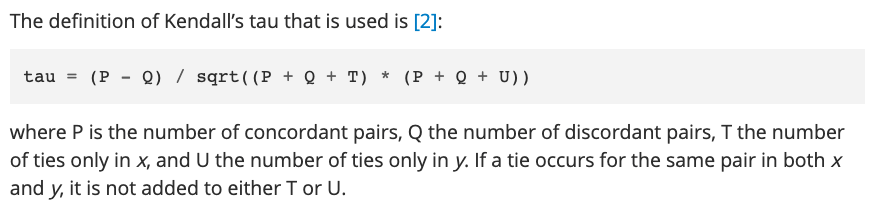 The definition of Kendall’s tau that is used is [2]:
tau = (P - Q) / sqrt((P + Q + T) * (P + Q + U))
where P is the number of concordant pairs, Q the number of discordant pairs, T the number
of ties only in x, and U the number of ties only in y. If a tie occurs for the same pair in both x
and y, it is not added to either T or U.